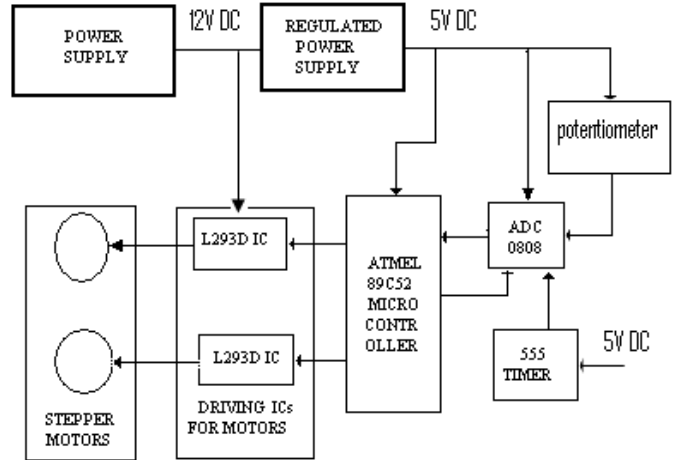 POWER
SUPPLY
12V DC
REGULATED
POWER
SUPPLY
5V DC
potentiometer
L293D IC
ATMEL
89C52
MICRO
CONTR
OLLER
ADC
0808
L293D IC
555
TIMER
5V DC
STEPPER
MOTORS
DRIVING ICs
FOR MOTORS